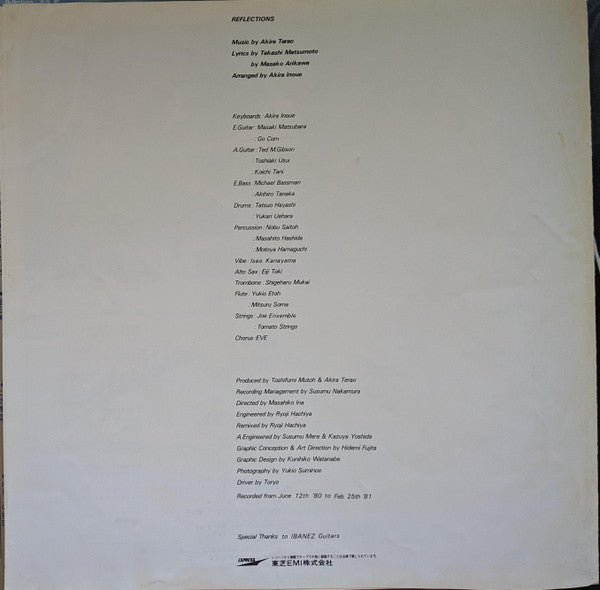 REFLECTIONS
Music by Akira Terao
Lyrics by Takashi Matsumoto
by Masako Arikawa
Arranged by Akira Inoue
Keyboards : Akira Inoue
E.Guitar : Masaki Matsubara
: Go Com
A.Guitar : Ted M.Gibson
: Toshiaki Usui
: Koichi Tani
E.Bass : Michael Bassman
: Akihiro Tanaka
Drums : Tatsuo Hayashi
: Yukari Uehara
Percussion : Nobu Saitoh
: Masahito Hashida
: Motoya Hamaguchi
Vibe : Isao Kanayama
Alto Sax : Eiji Toki
Trombone : Shigeharu Mukai
Flute : Yukio Etoh
: Mitsuru Soma
Strings : Joe Ensemble
: Tomato Strings
Chorus :EVE
Produced by Toshifumi Mutoh & Akira Terao
Recording Management by Susumu Nakamura
Directed by Masahiko Ina
Engineered by Ryoji Hachiya
Remixed by Ryoji Hachiya
A.Engineered by Susumu Mera & Kazuya Yoshida
Graphic Conception & Art Direction by Hidemi Fujita
Graphic Design by Kunihiko Watanabe
Photography by Yukio Suminoe
Driver by Toryo
Recorded from June 12th '80 to Feb. 25th '81
Special Thanks to IBANEZ Guitars
EXPRESS
東芝EMI株式会社